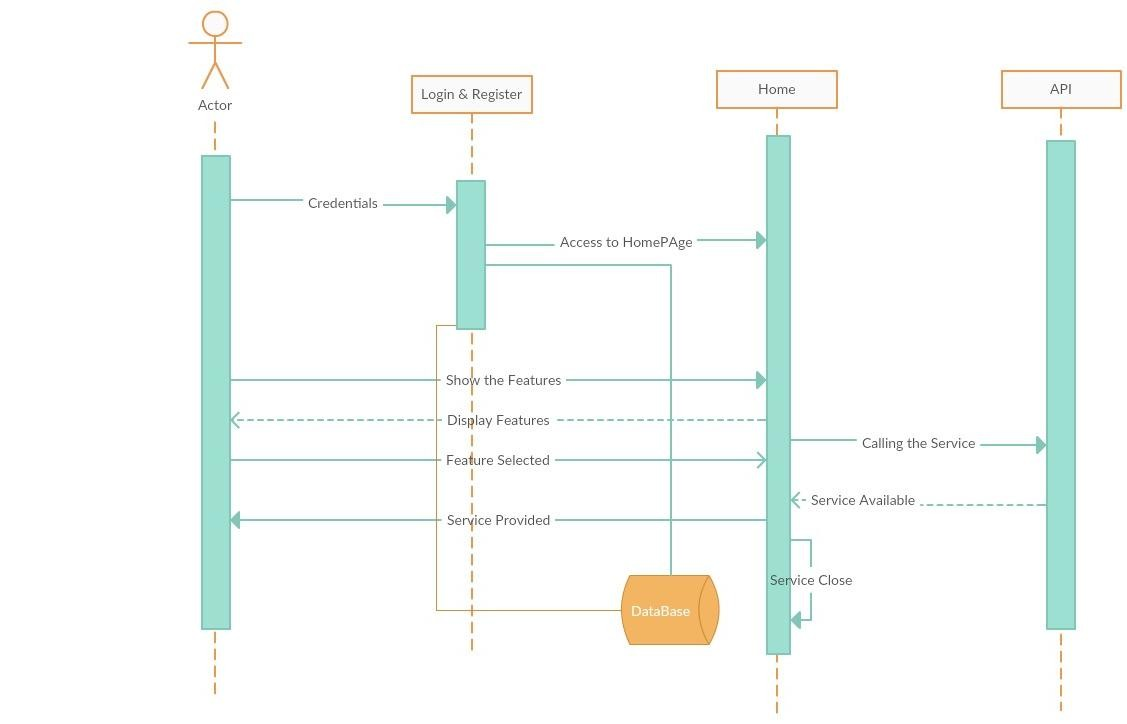 Actor
Login & Register
Home
API
Credentials
Access to HomePAge
Show the Features
Display Features
Calling the Service
Feature Selected
Service Available
Service Provided
Service Close
DataBase